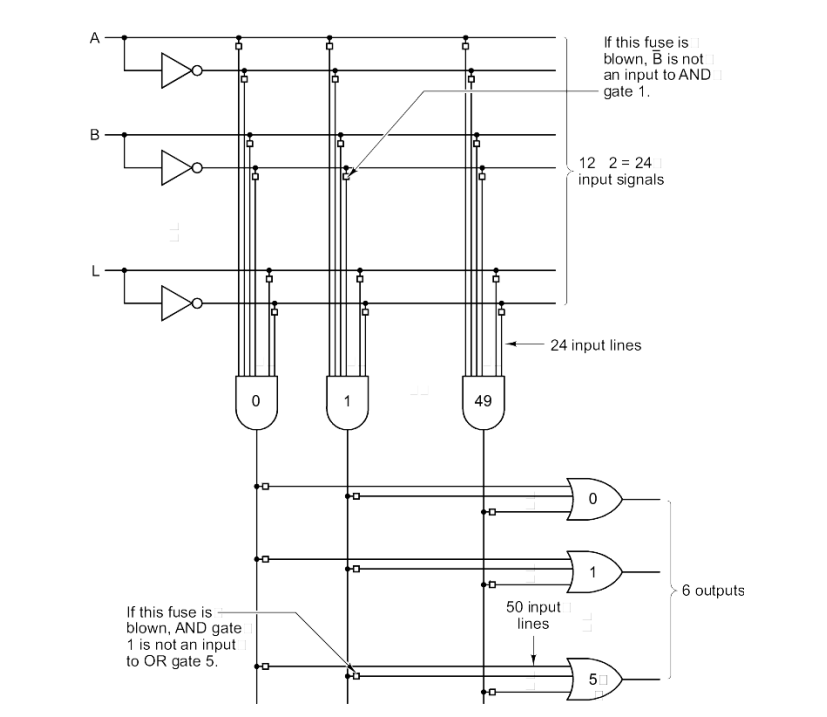 A
If this fuse is
blown, B̅ is not
an input to AND
gate 1.
B
12 2 = 24
input signals
L
24 input lines
0
1
49
0
1
6 outputs
50 input
lines
If this fuse is
blown, AND gate
1 is not an input
to OR gate 5.
5